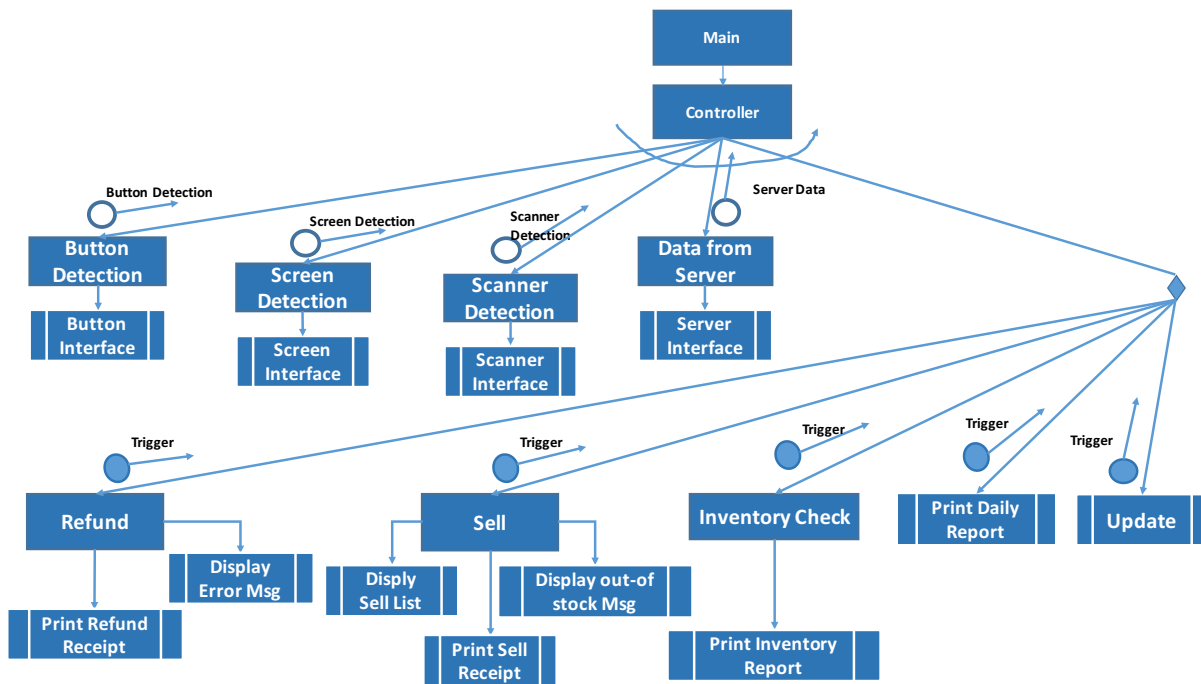 Main
Controller
Button Detection
Screen Detection
Scanner
Detection
Server Data
Button
Detection
Screen
Detection
Scanner
Detection
Data from
Server
Button
Interface
Screen
Interface
Scanner
Interface
Server
Interface
Trigger
Trigger
Trigger
Trigger
Trigger
Refund
Sell
Inventory Check
Print Daily
Report
Update
Display
Error Msg
Disply
Sell List
Display out-of
stock Msg
Print Refund
Receipt
Print Sell
Receipt
Print Inventory
Report